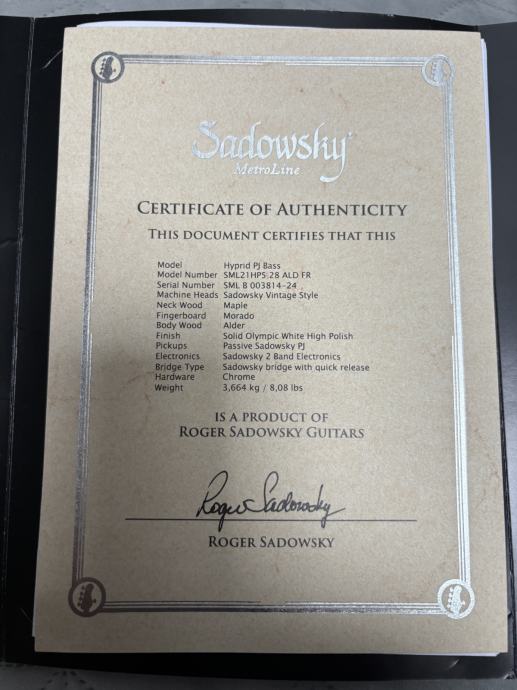 Sadowsky
MetroLine
CERTIFICATE OF AUTHENTICITY
THIS DOCUMENT CERTIFIES THAT THIS
Model Hyprid PJ Bass
Model Number SML21HP5.28 ALD FR
Serial Number SML B 003814-24
Machine Heads Sadowsky Vintage Style
Neck Wood Maple
Fingerboard Morado
Body Wood Alder
Finish Solid Olympic White High Polish
Pickups Passive Sadowsky PJ
Electronics Sadowsky 2 Band Electronics
Bridge Type Sadowsky bridge with quick release
Hardware Chrome
Weight 3,664 kg / 8,08 lbs
IS A PRODUCT OF
ROGER SADOWSKY GUITARS
Roger Sadowsky
ROGER SADOWSKY